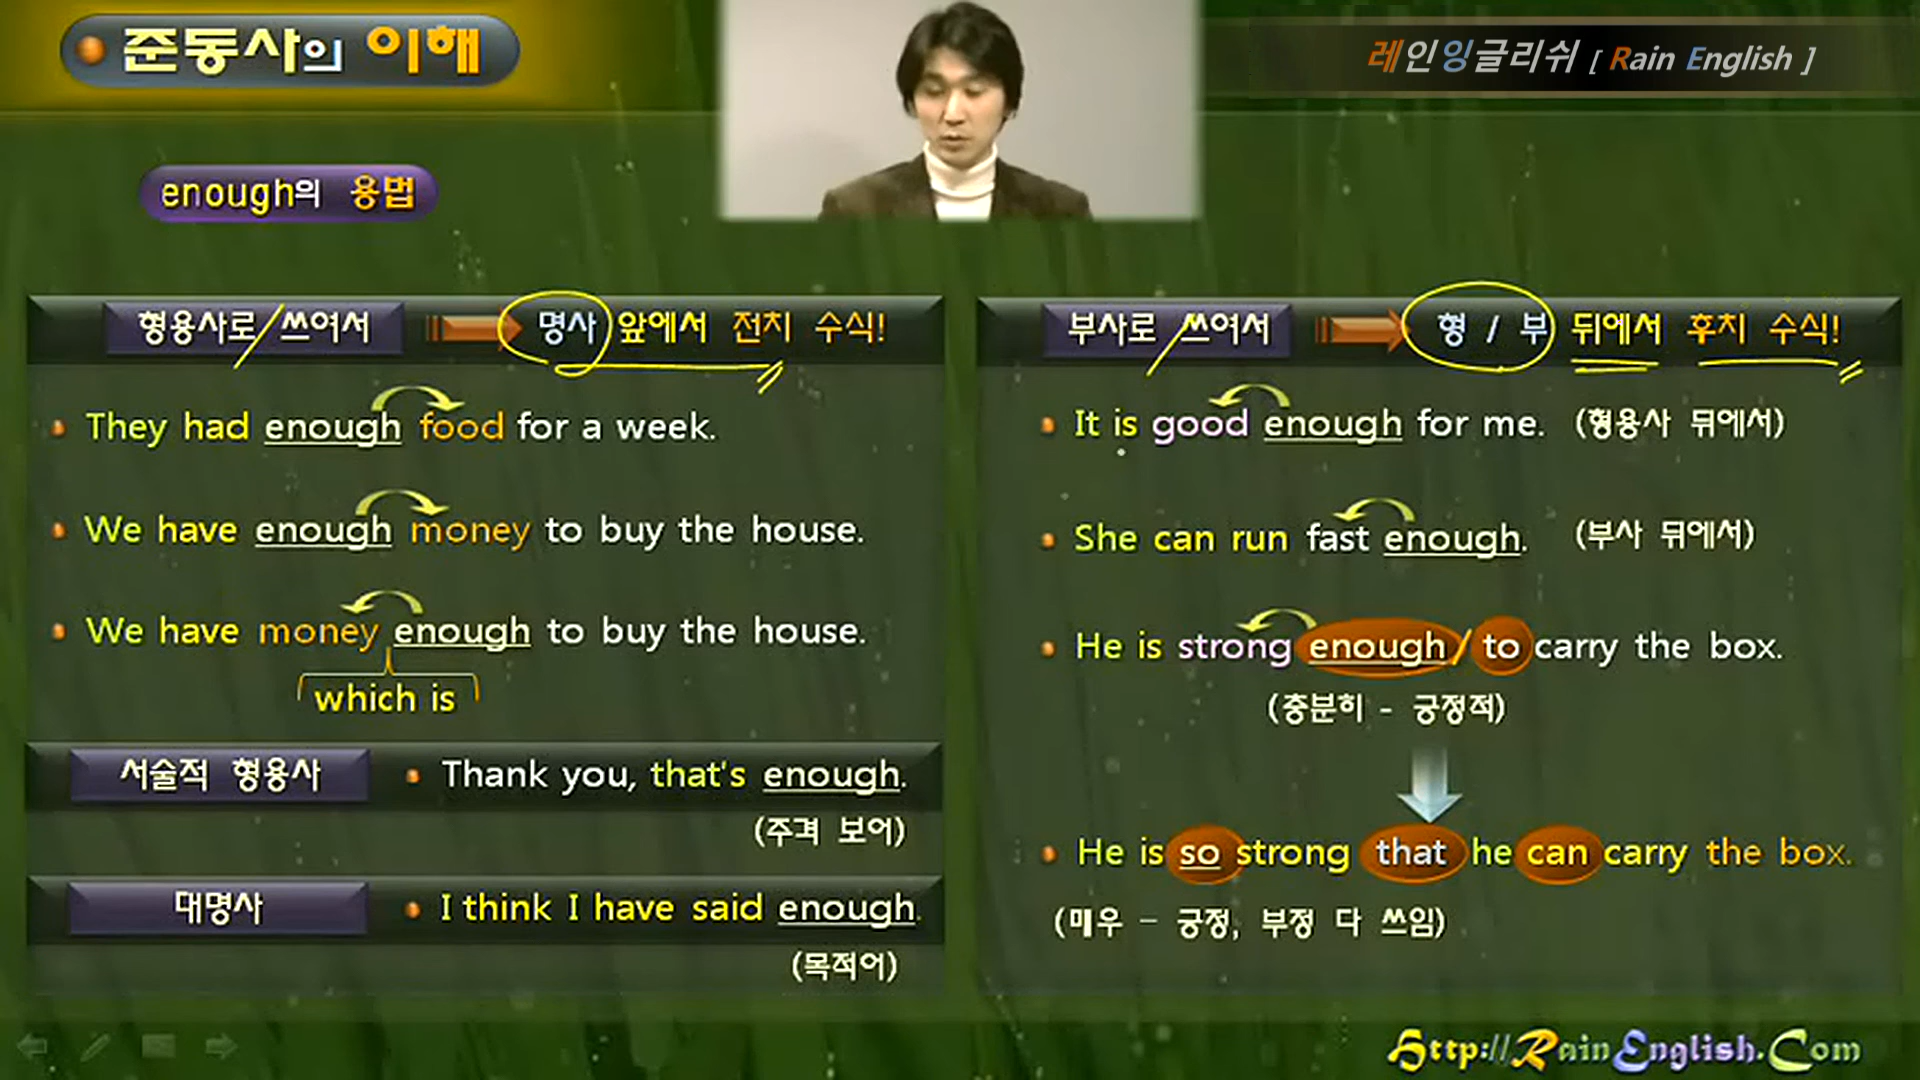 준동사의 이해
레인잉글리쉬 [ Rain English ]
enough의 용법
형용사로 쓰여서 명사 앞에서 전치 수식!
They had enough food for a week.
We have enough money to buy the house.
We have money enough to buy the house.
which is
서술적 형용사 Thank you, that's enough.
(주격 보어)
대명사 I think I have said enough.
(목적어)
부사로 쓰여서 형 / 부 뒤에서 후치 수식!
It is good enough for me. (형용사 뒤에서)
She can run fast enough. (부사 뒤에서)
He is strong enough / to carry the box.
(충분히 - 긍정적)
He is so strong that he can carry the box.
(매우 - 긍정, 부정 다 쓰임)
Http://RainEnglish.Com